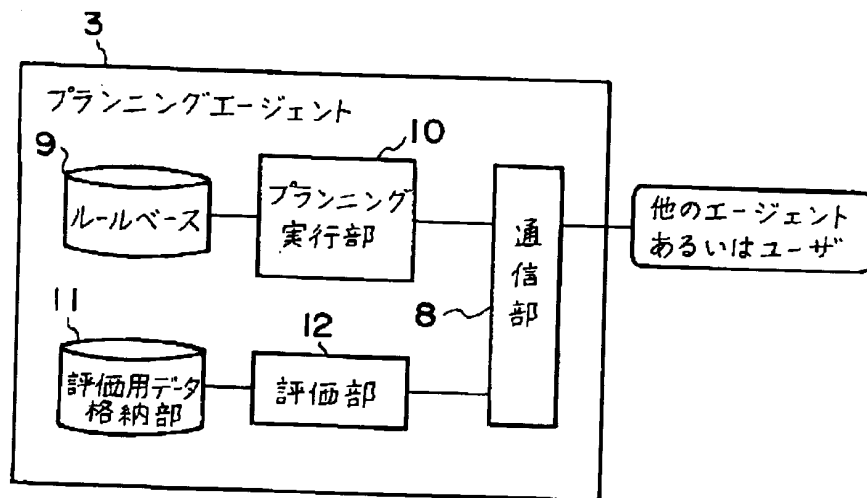 3
プランニングエージェント
9
ルールベース
10
プランニング
実行部
通信部
8
他のエージェント
あるいはユーザ
11
評価用データ
格納部
12
評価部